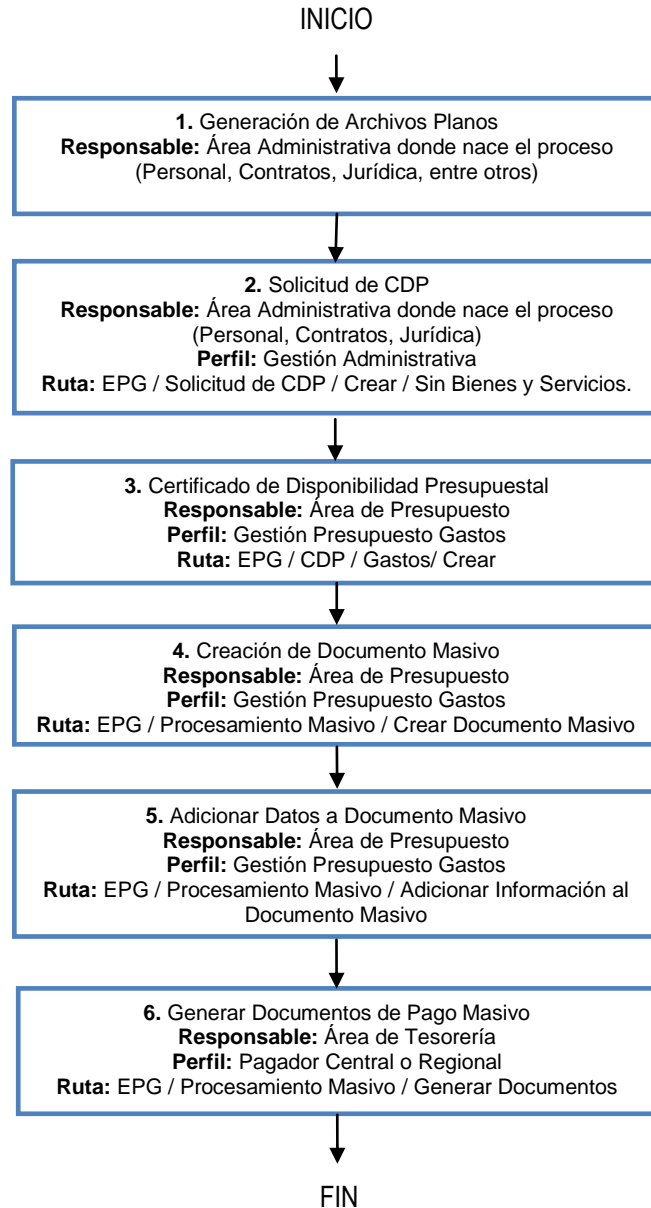 INICIO
1. Generación de Archivos Planos
Responsable: Área Administrativa donde nace el proceso
(Personal, Contratos, Jurídica, entre otros)
2. Solicitud de CDP
Responsable: Área Administrativa donde nace el proceso
(Personal, Contratos, Jurídica)
Perfil: Gestión Administrativa
Ruta: EPG / Solicitud de CDP / Crear / Sin Bienes y Servicios.
3. Certificado de Disponibilidad Presupuestal
Responsable: Área de Presupuesto
Perfil: Gestión Presupuesto Gastos
Ruta: EPG / CDP / Gastos/ Crear
4. Creación de Documento Masivo
Responsable: Área de Presupuesto
Perfil: Gestión Presupuesto Gastos
Ruta: EPG / Procesamiento Masivo / Crear Documento Masivo
5. Adicionar Datos a Documento Masivo
Responsable: Área de Presupuesto
Perfil: Gestión Presupuesto Gastos
Ruta: EPG / Procesamiento Masivo / Adicionar Información al
Documento Masivo
6. Generar Documentos de Pago Masivo
Responsable: Área de Tesorería
Perfil: Pagador Central o Regional
Ruta: EPG / Procesamiento Masivo / Generar Documentos
FIN